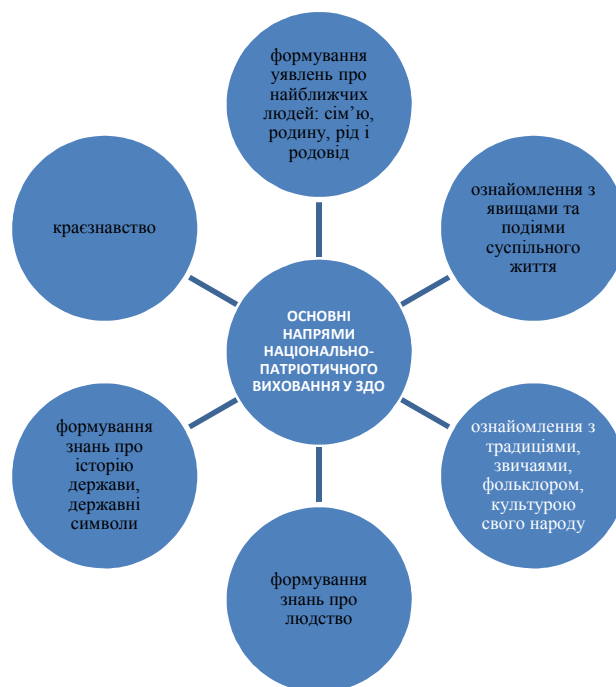 формування
уявлень про
найближчих
людей: сім’ю,
родину, рід і
родовід
ознайомлення з
явищами та
подіями
суспільного
життя
ознайомлення з
традиціями,
звичаями,
фольклором,
культурою
свого народу
формування
знань про
людство
формування
знань про
історію
держави,
державні
символи
краєзнавство
ОСНОВНІ
НАПРЯМИ
НАЦІОНАЛЬНО-
ПАТРІОТИЧНОГО
ВИХОВАННЯ У ЗДО